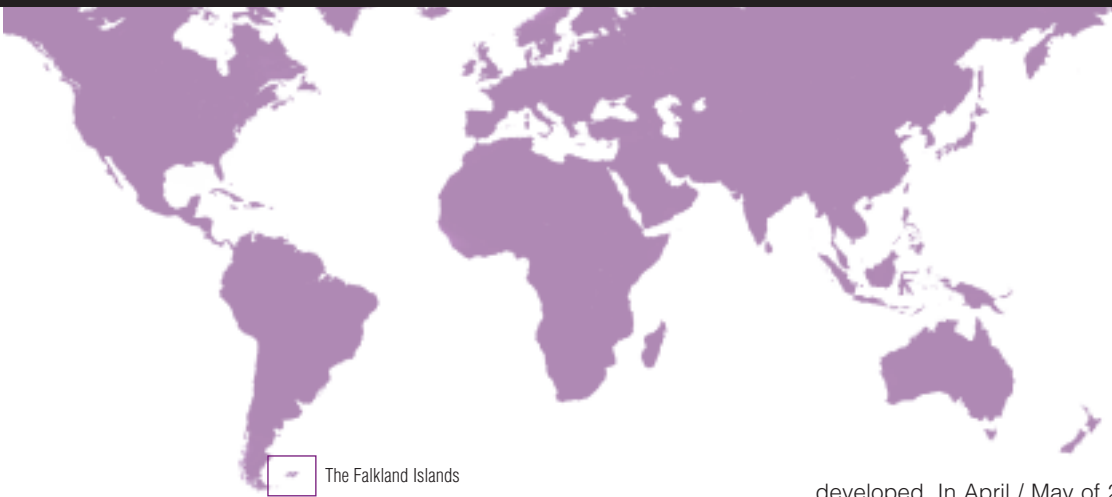 The Falkland Islands
developed. In April / May of